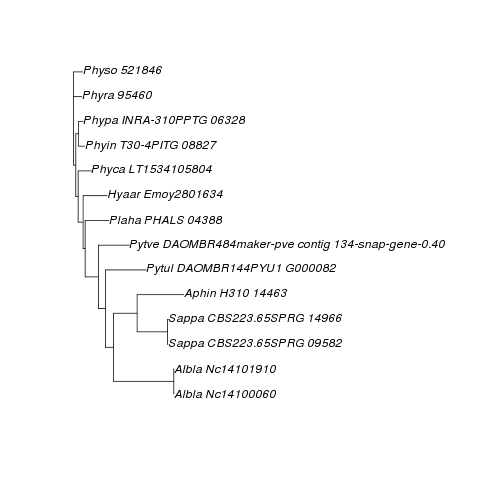 Physo 521846
Phyra 95460
Phypa INRA-310PPTG 06328
Phyin T30-4PITG 08827
Phyca LT1534105804
Hyaar Emoy2801634
Plaha PHALS 04388
Pytve DAOMBR484maker-pve contig 134-snap-gene-0.40
Pytul DAOMBR144PYU1 G000082
Aphin H310 14463
Sappa CBS223.65SPRG 14966
Sappa CBS223.65SPRG 09582
Albla Nc14101910
Albla Nc14100060